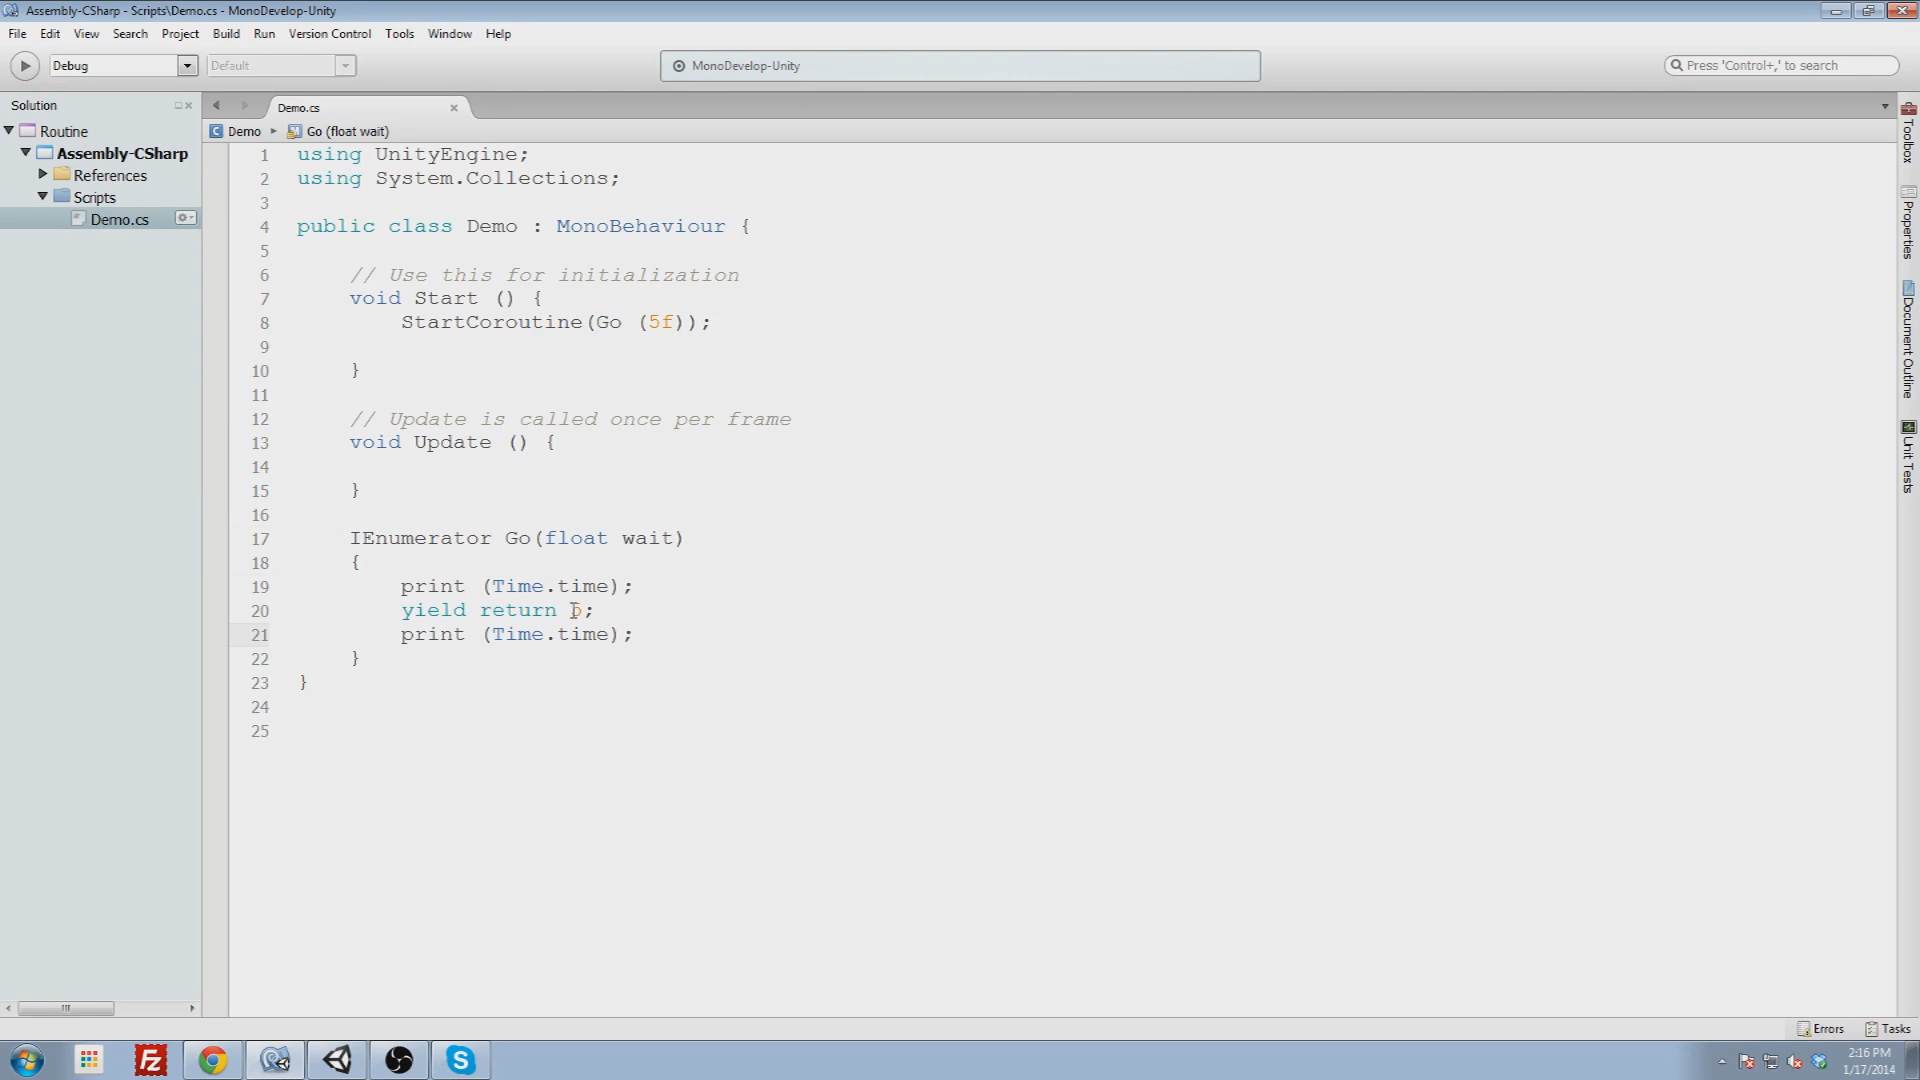 Assembly-CSharp - Scripts\Demo.cs - MonoDevelop-Unity
File Edit View Search Project Build Run Version Control Tools Window Help
Debug Default MonoDevelop-Unity Press 'Control+,' to search
Solution
Routine
Assembly-CSharp
References
Scripts
Demo.cs
Demo.cs
Demo Go (float wait)
1 using UnityEngine;
2 using System.Collections;
3
4 public class Demo : MonoBehaviour {
5
6 // Use this for initialization
7 void Start () {
8 StartCoroutine(Go (5f));
9
10 }
11
12 // Update is called once per frame
13 void Update () {
14
15 }
16
17 IEnumerator Go(float wait)
18 {
19 print (Time.time);
20 yield return ;
21 print (Time.time);
22 }
23 }
24
25
Toolbox
Properties
Document Outline
Unit Tests
Errors Tasks
Fz
S
2:16 PM
1/17/2014